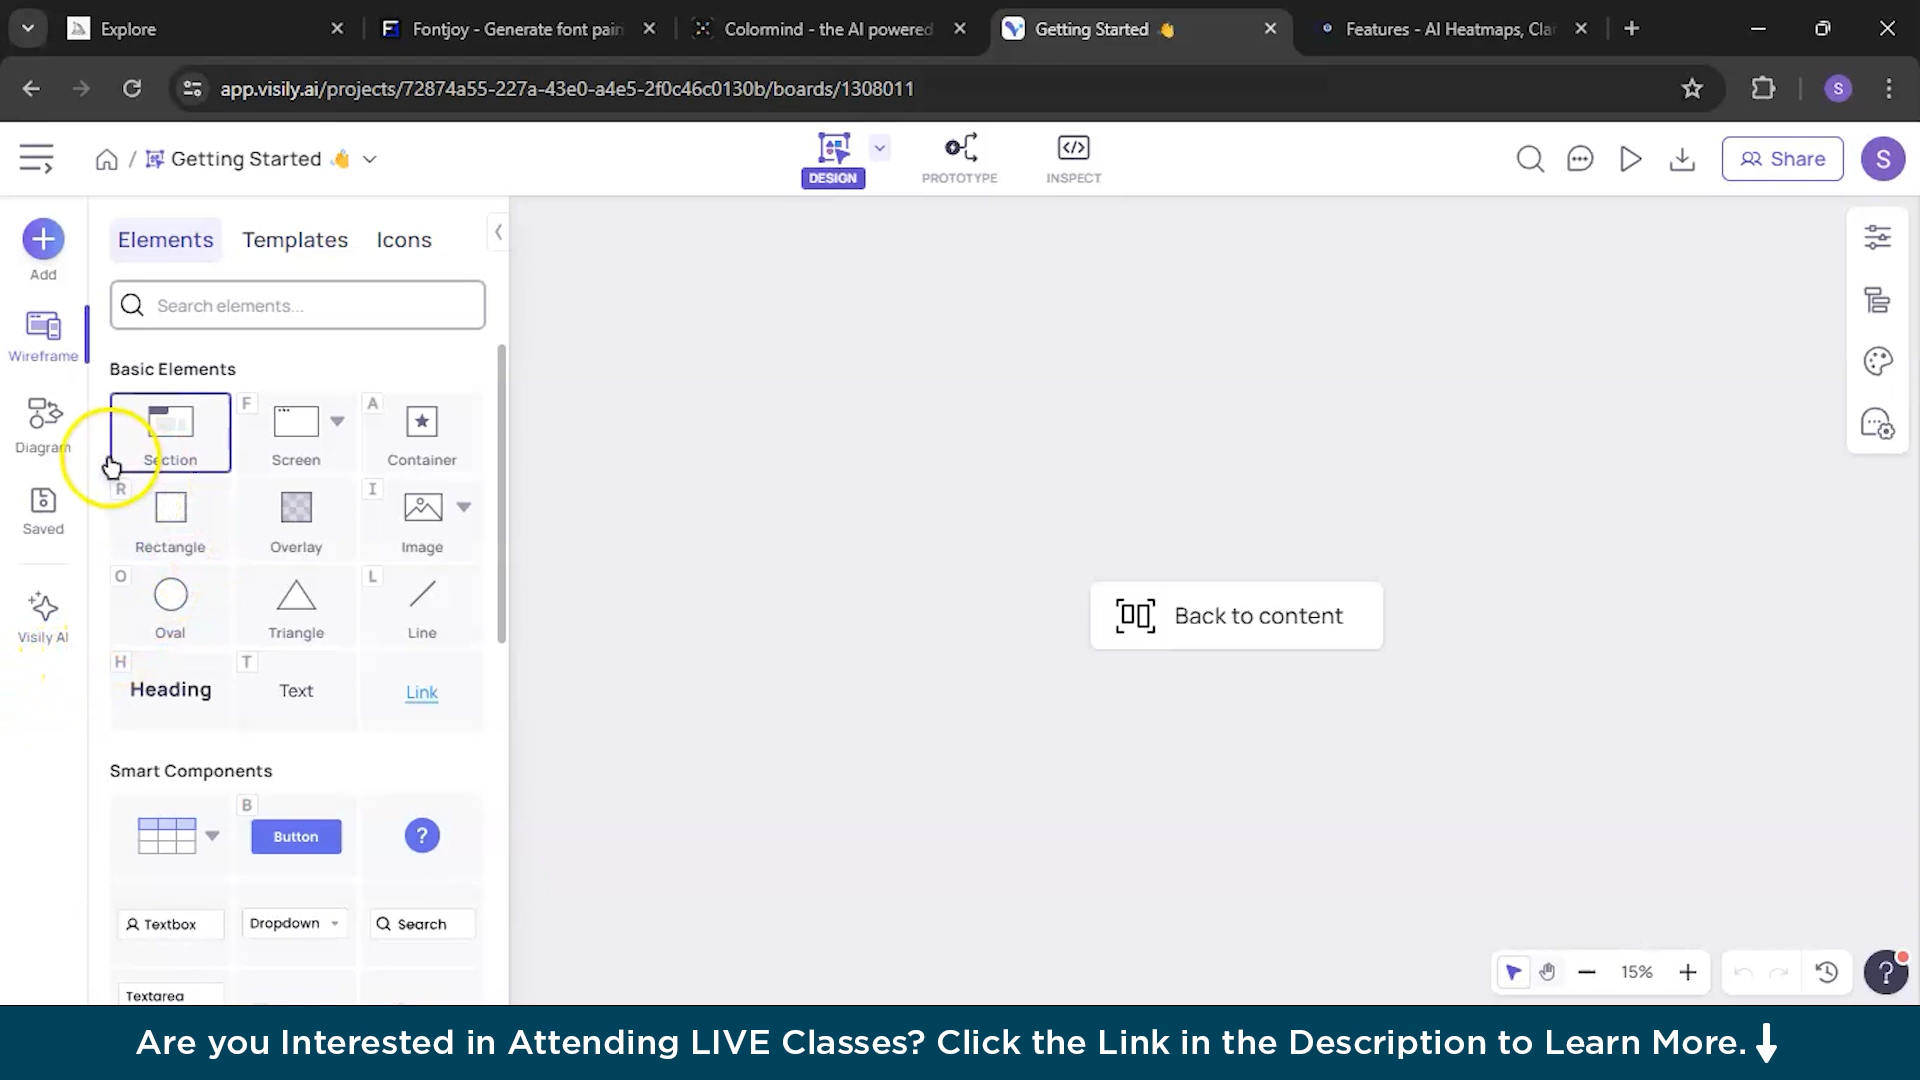 Explore
Fontjoy - Generate font pairin
Colormind - the AI powered
Getting Started 👋
Features - AI Heatmaps, Clar
app.visily.ai/projects/72874a55-227a-43e0-a4e5-2f0c46c0130b/boards/1308011
S
/ Getting Started 👋
DESIGN
PROTOTYPE
INSPECT
Share
S
Add
Wireframe
Diagram
Saved
Visily AI
Elements Templates Icons
Search elements...
Basic Elements
Section
F Screen
A Container
R Rectangle
Overlay
I Image
O Oval
Triangle
L Line
H Heading
T Text
Link
Smart Components
B Button
?
Textbox
Dropdown
Search
Textarea
Back to content
15%
?
Are you Interested in Attending LIVE Classes? Click the Link in the Description to Learn More.